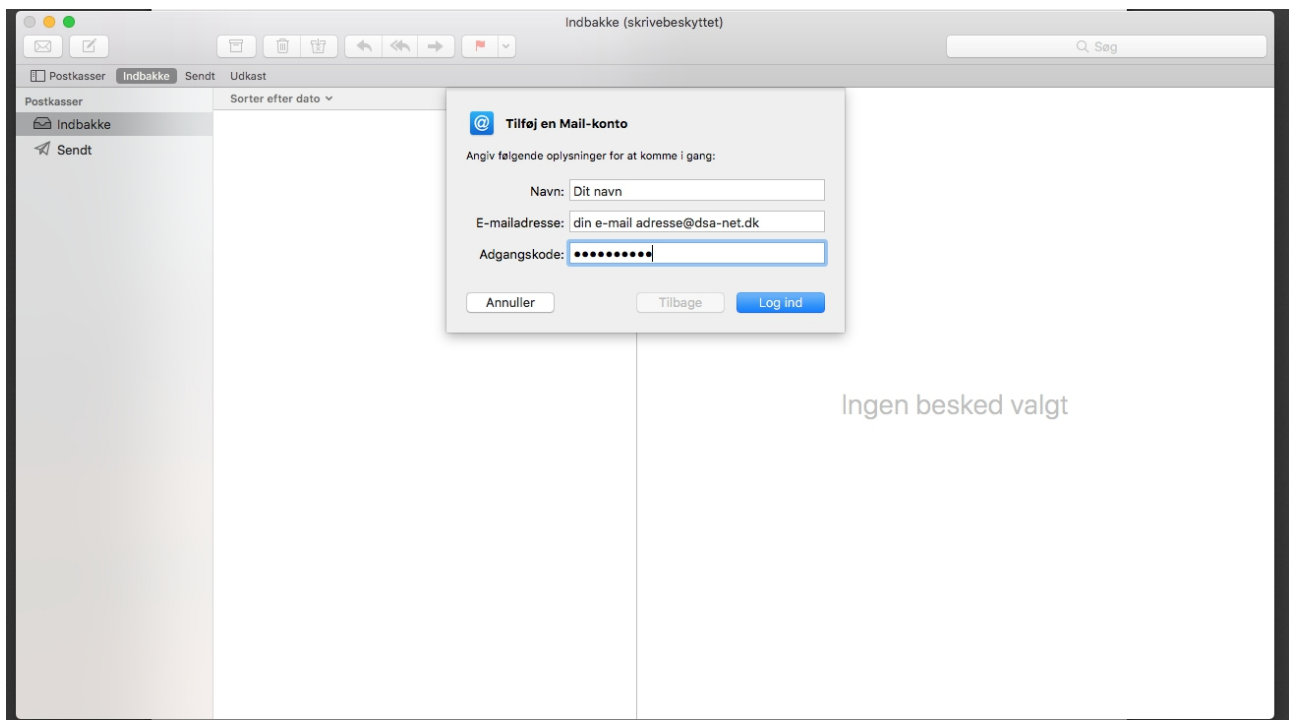 Indbakke (skrivebeskyttet)
Søg
Postkasser Indbakke Sendt Udkast
Postkasser
Indbakke
Sendt
Sorter efter dato
Tilføj en Mail-konto
Angiv følgende oplysninger for at komme i gang:
Navn: Dit navn
E-mailadresse: din e-mail adresse@dsa-net.dk
Adgangskode: ••••••••••
Annuller Tilbage Log ind
Ingen besked valgt